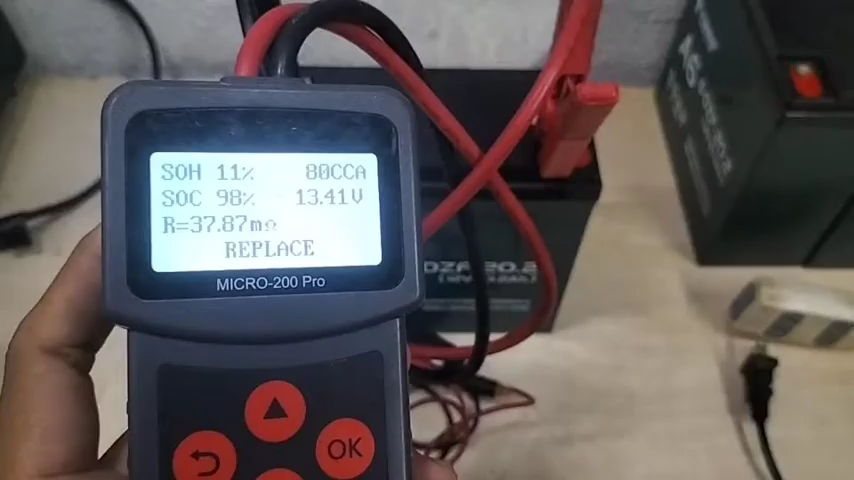 SOH 11% 80CCA
SOC 98% 13.41V
R=37.87mΩ
REPLACE
MICRO-200 Pro
OK